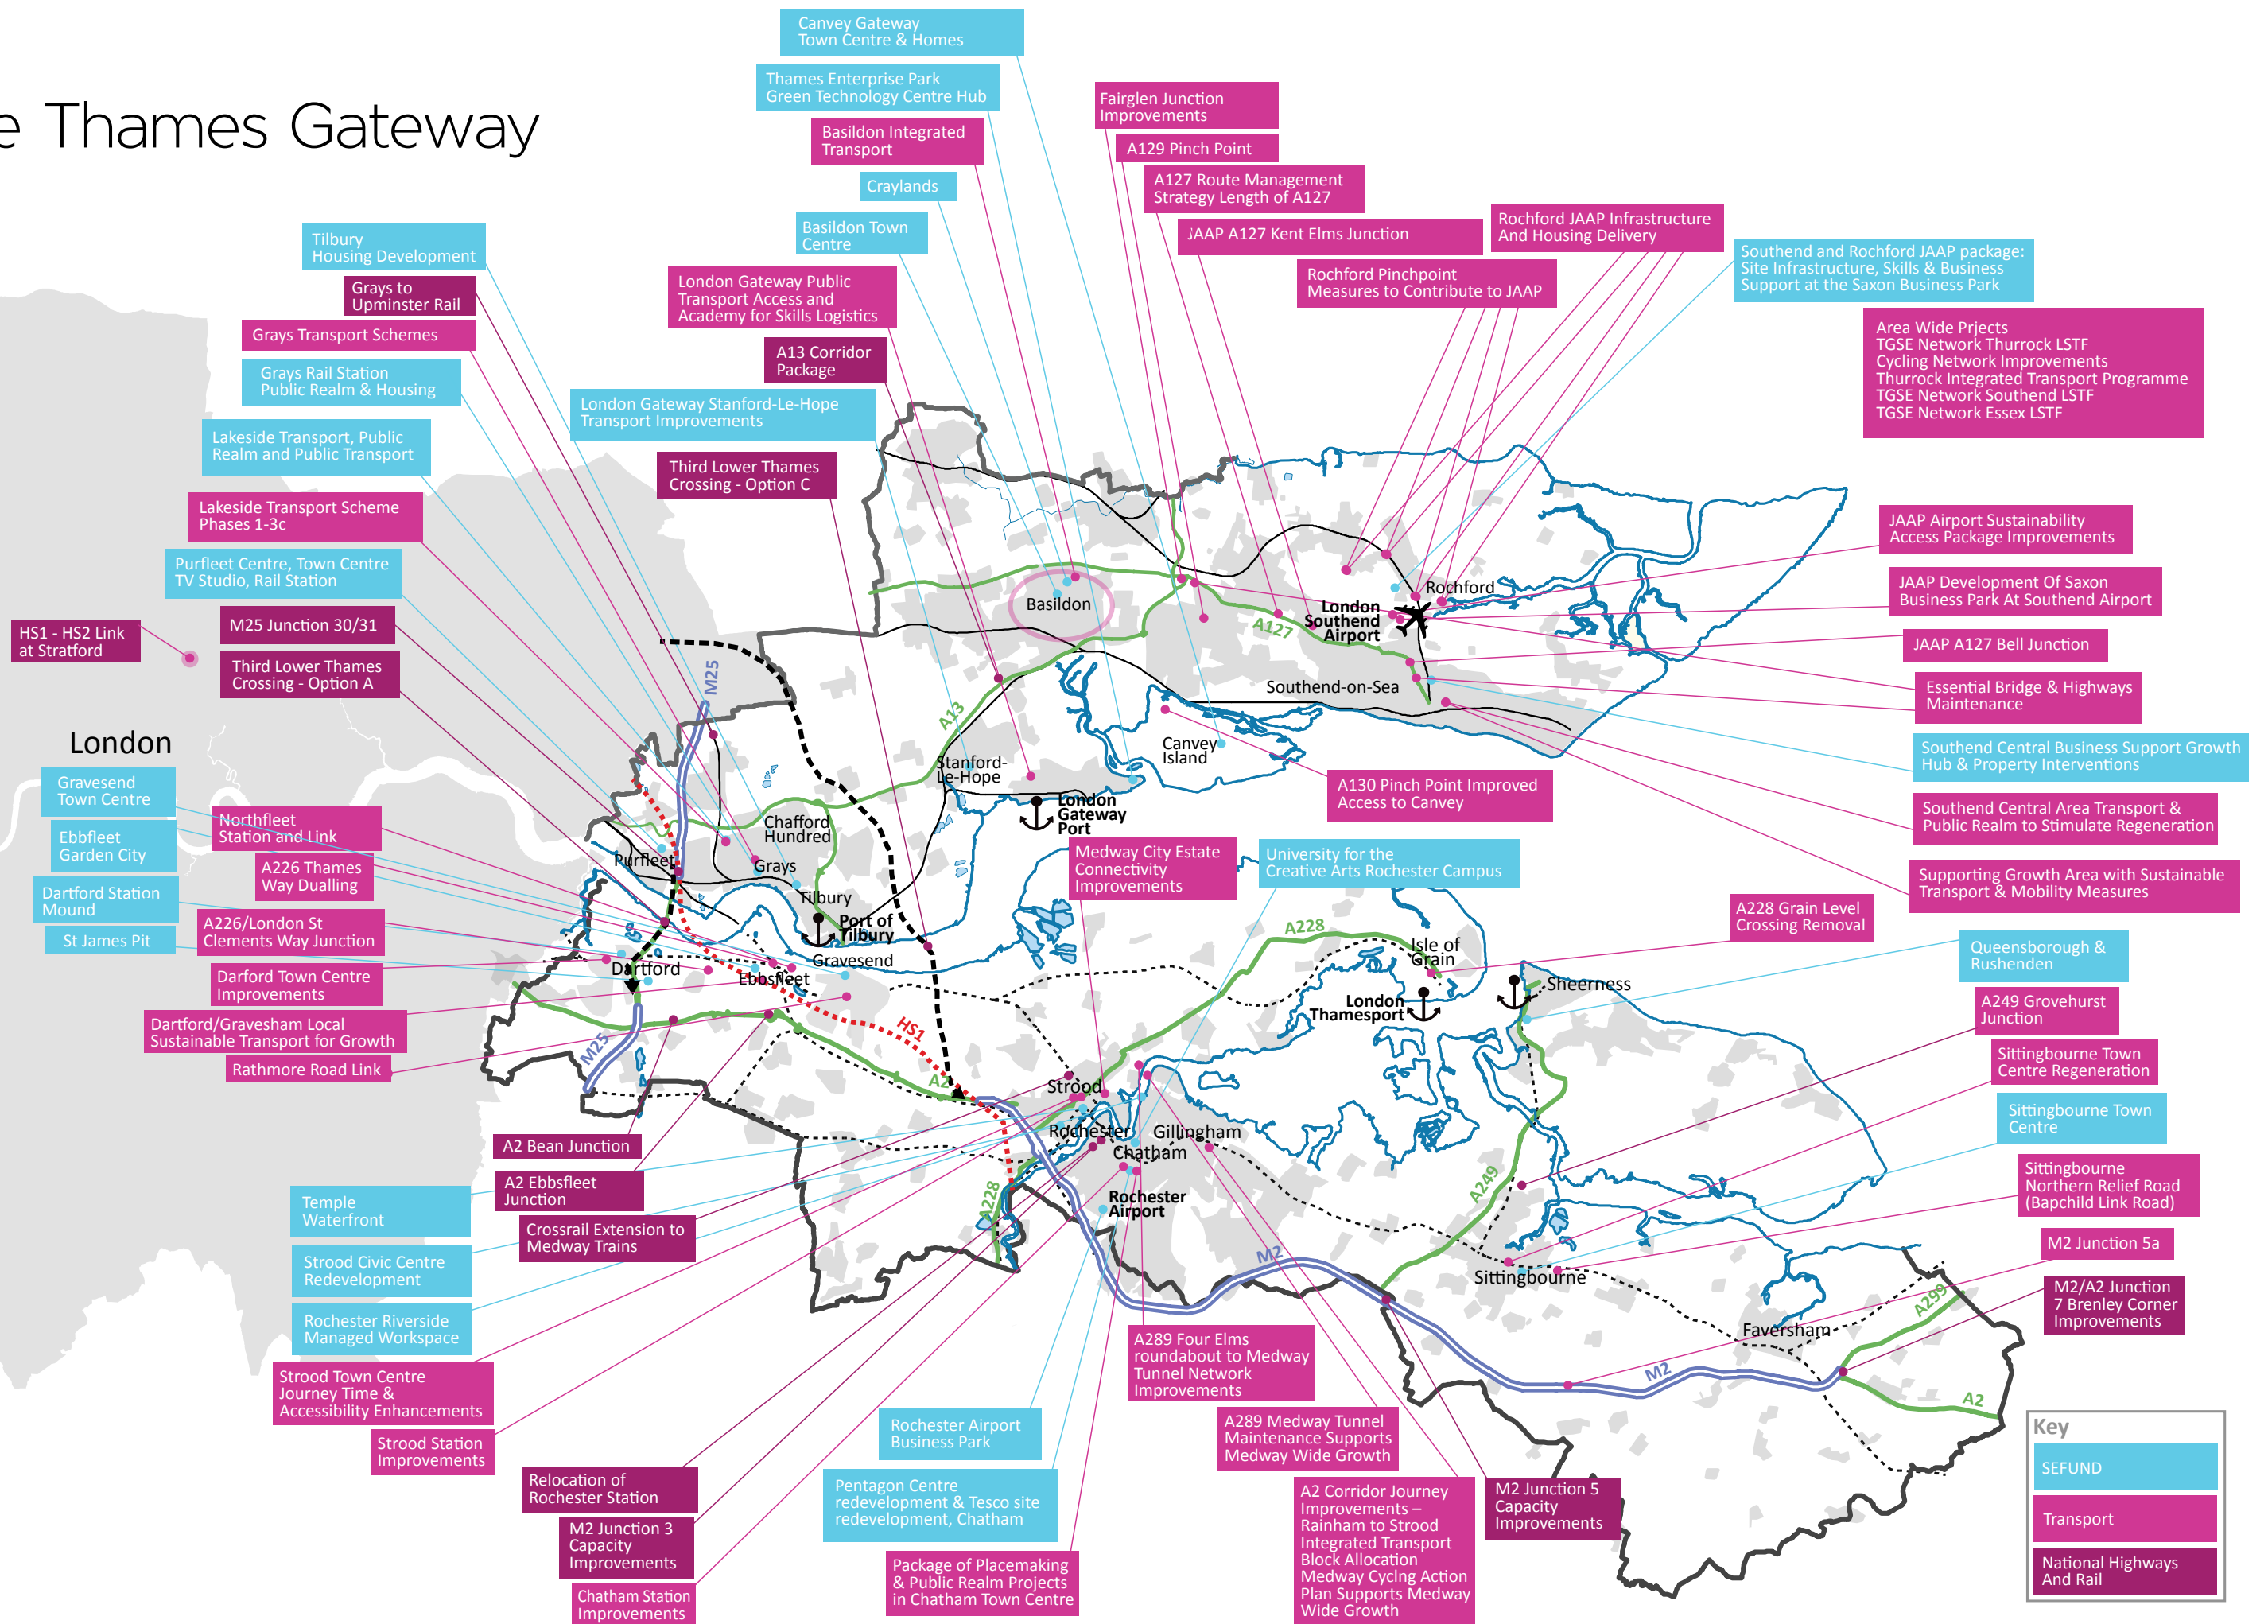 e Thames Gateway
Canvey Gateway
Town Centre & Homes
Thames Enterprise Park
Green Technology Centre Hub
Basildon Integrated
Transport
Craylands
Basildon Town
Centre
Fairglen Junction
Improvements
A129 Pinch Point
A127 Route Management
Strategy Length of A127
JAAP A127 Kent Elms Junction
Rochford JAAP Infrastructure
And Housing Delivery
Rochford Pinchpoint
Measures to Contribute to JAAP
Southend and Rochford JAAP package:
Site Infrastructure, Skills & Business
Support at the Saxon Business Park
Area Wide Prjects
TGSE Network Thurrock LSTF
Cycling Network Improvements
Thurrock Integrated Transport Programme
TGSE Network Southend LSTF
TGSE Network Essex LSTF
Tilbury
Housing Development
Grays to
Upminster Rail
Grays Transport Schemes
Grays Rail Station
Public Realm & Housing
Lakeside Transport, Public
Realm and Public Transport
Lakeside Transport Scheme
Phases 1-3c
Purfleet Centre, Town Centre
TV Studio, Rail Station
M25 Junction 30/31
Third Lower Thames
Crossing - Option A
HS1 - HS2 Link
at Stratford
London Gateway Public
Transport Access and
Academy for Skills Logistics
A13 Corridor
Package
London Gateway Stanford-Le-Hope
Transport Improvements
Third Lower Thames
Crossing - Option C
JAAP Airport Sustainability
Access Package Improvements
JAAP Development Of Saxon
Business Park At Southend Airport
JAAP A127 Bell Junction
Essential Bridge & Highways
Maintenance
Southend Central Business Support Growth
Hub & Property Interventions
Southend Central Area Transport &
Public Realm to Stimulate Regeneration
Supporting Growth Area with Sustainable
Transport & Mobility Measures
A130 Pinch Point Improved
Access to Canvey
Basildon
Rochford
London
Southend
Airport
A127
Southend-on-Sea
M25
A13
Canvey
Island
Stanford-
Le-Hope
London
Gateway
Port
Chafford
Hundred
Purfleet
Grays
Tilbury
Port of
Tilbury
London
Gravesend
Town Centre
Ebbfleet
Garden City
Dartford Station
Mound
St James Pit
Northfleet
Station and Link
A226 Thames
Way Dualling
A226/London St
Clements Way Junction
Darford Town Centre
Improvements
Dartford/Gravesham Local
Sustainable Transport for Growth
Rathmore Road Link
Medway City Estate
Connectivity
Improvements
University for the
Creative Arts Rochester Campus
A228 Grain Level
Crossing Removal
Queensborough &
Rushenden
A249 Grovehurst
Junction
Sittingbourne Town
Centre Regeneration
Sittingbourne Town
Centre
Sittingbourne
Northern Relief Road
(Bapchild Link Road)
M2 Junction 5a
M2/A2 Junction
7 Brenley Corner
Improvements
Dartford
Ebbsfleet
Gravesend
M25
HS1
A2
A228
Isle of
Grain
London
Thamesport
Sheerness
Strood
Rochester
Gillingham
Chatham
Rochester
Airport
A228
A249
M2
Sittingbourne
Faversham
A299
M2
A2
A2 Bean Junction
A2 Ebbsfleet
Junction
Crossrail Extension to
Medway Trains
Temple
Waterfront
Strood Civic Centre
Redevelopment
Rochester Riverside
Managed Workspace
Strood Town Centre
Journey Time &
Accessibility Enhancements
Strood Station
Improvements
Relocation of
Rochester Station
M2 Junction 3
Capacity
Improvements
Chatham Station
Improvements
Rochester Airport
Business Park
Pentagon Centre
redevelopment & Tesco site
redevelopment, Chatham
Package of Placemaking
& Public Realm Projects
in Chatham Town Centre
A289 Four Elms
roundabout to Medway
Tunnel Network
Improvements
A289 Medway Tunnel
Maintenance Supports
Medway Wide Growth
A2 Corridor Journey
Improvements –
Rainham to Strood
Integrated Transport
Block Allocation
Medway Cyclng Action
Plan Supports Medway
Wide Growth
M2 Junction 5
Capacity
Improvements
Key
SEFUND
Transport
National Highways
And Rail